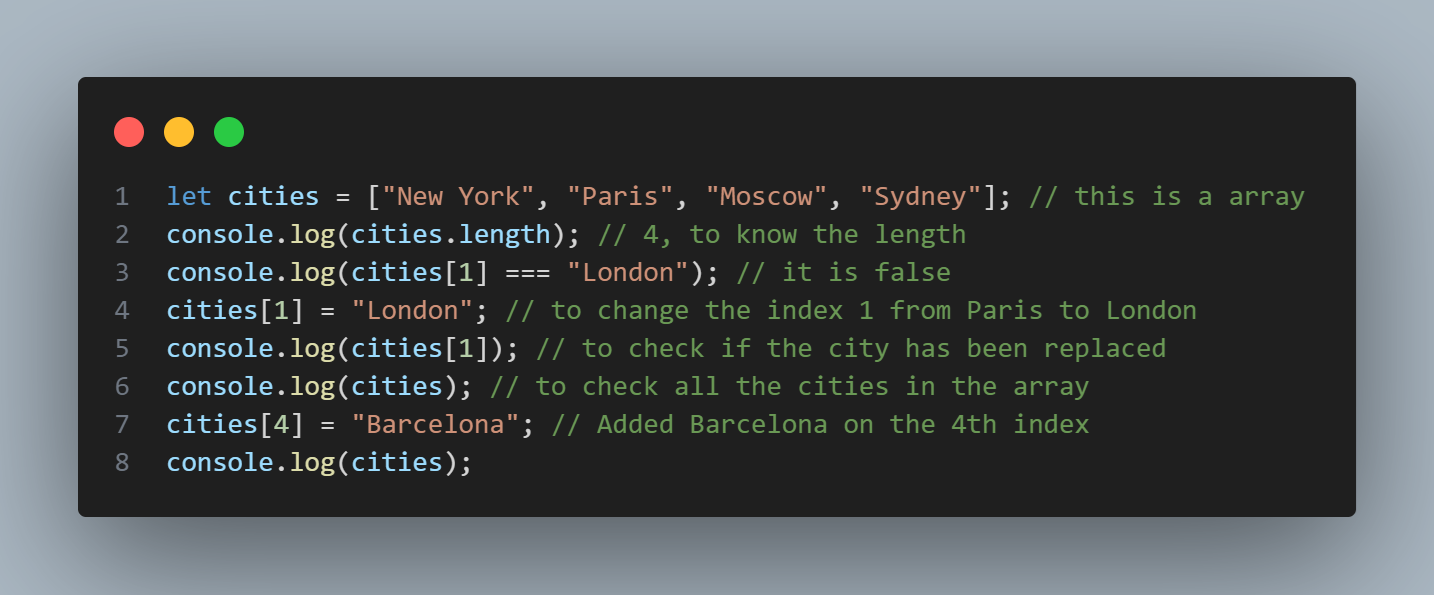 1 let cities = ["New York", "Paris", "Moscow", "Sydney"]; // this is a array
2 console.log(cities.length); // 4, to know the length
3 console.log(cities[1] === "London"); // it is false
4 cities[1] = "London"; // to change the index 1 from Paris to London
5 console.log(cities[1]); // to check if the city has been replaced
6 console.log(cities); // to check all the cities in the array
7 cities[4] = "Barcelona"; // Added Barcelona on the 4th index
8 console.log(cities);